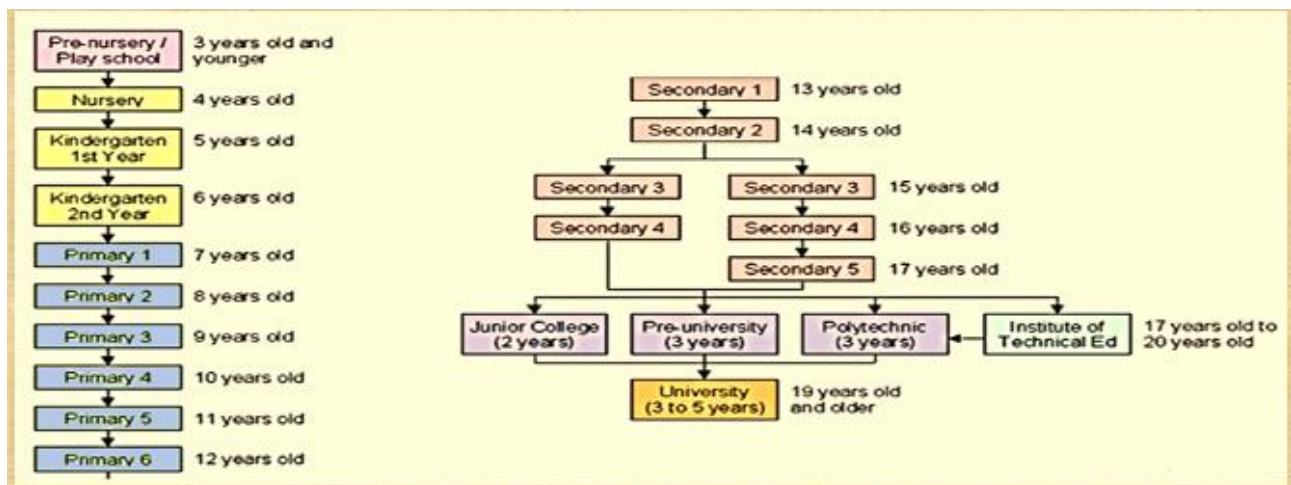 Pre-nursery /
Play school
3 years old and
younger
Nursery
4 years old
Kindergarten
1st Year
5 years old
Kindergarten
2nd Year
6 years old
Primary 1
7 years old
Primary 2
8 years old
Primary 3
9 years old
Primary 4
10 years old
Primary 5
11 years old
Primary 6
12 years old
Secondary 1
13 years old
Secondary 2
14 years old
Secondary 3
Secondary 3
15 years old
Secondary 4
Secondary 4
16 years old
Secondary 5
17 years old
Junior College
(2 years)
Pre-university
(3 years)
Polytechnic
(3 years)
Institute of
Technical Ed
17 years old to
20 years old
University
(3 to 5 years)
19 years old
and older